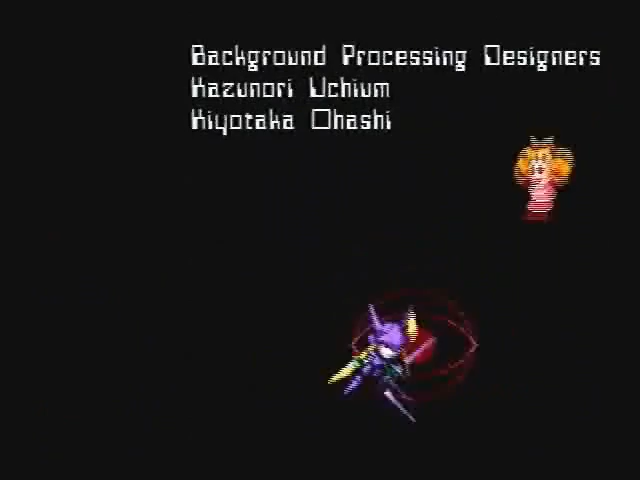 Background Processing Designers
Kazunori Uchium
Kiyotaka Ohashi